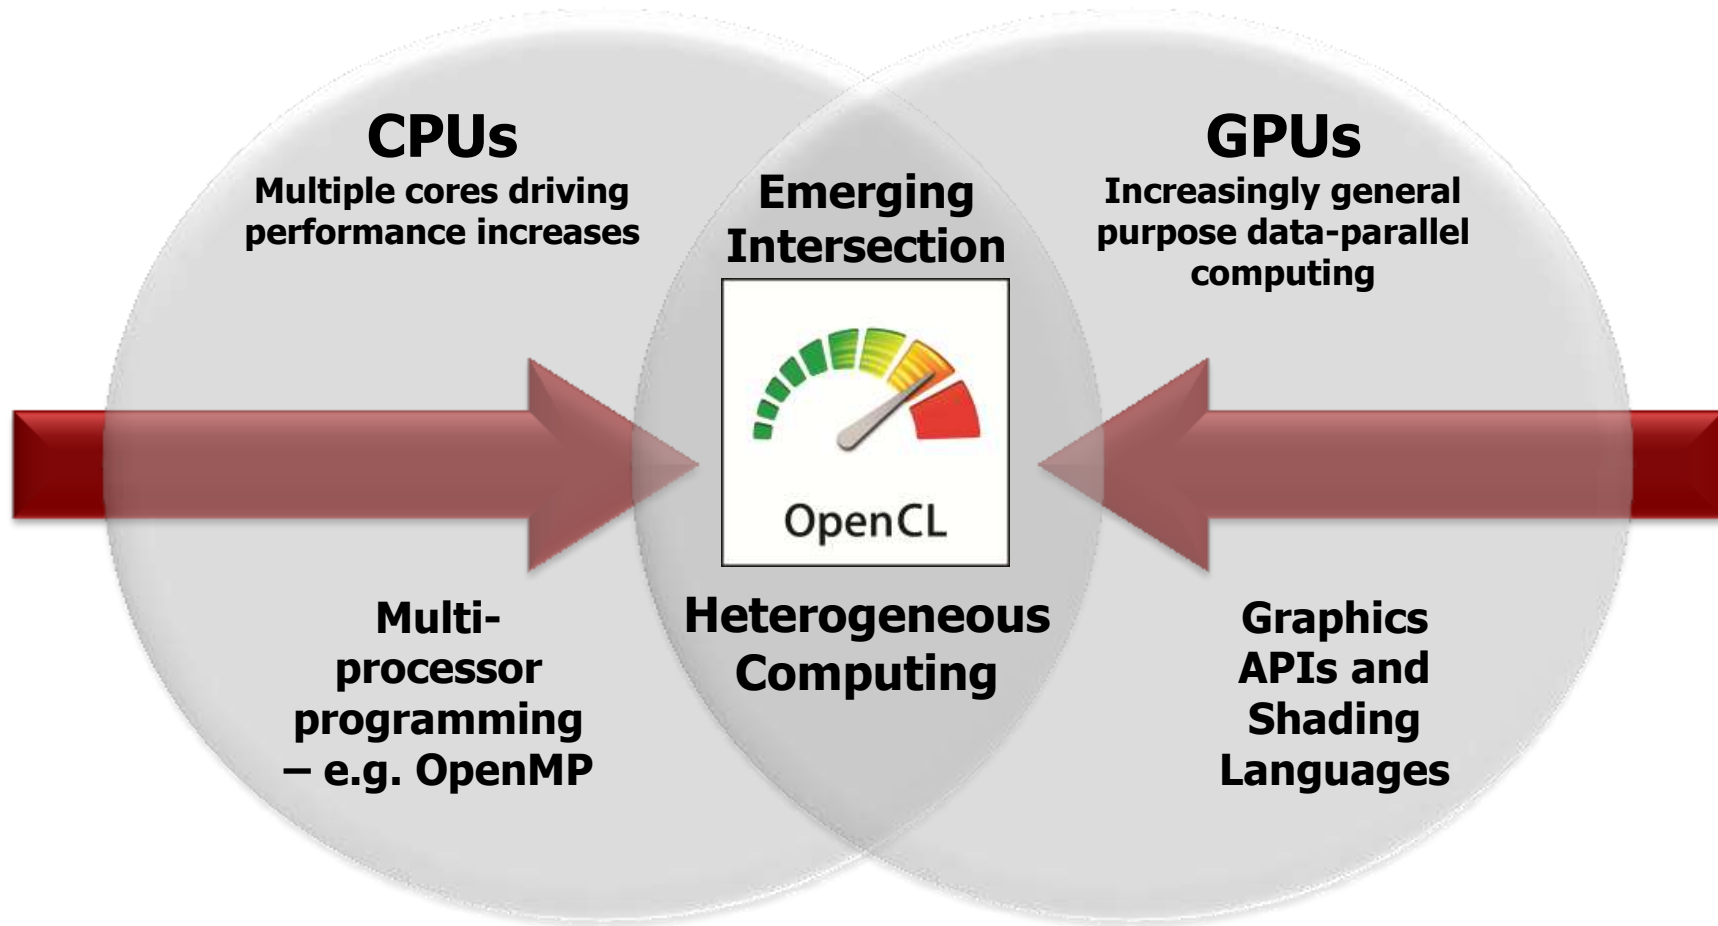 CPUs
Multiple cores driving
performance increases
Emerging
Intersection
GPUs
Increasingly general
purpose data-parallel
computing
OpenCL
Multi-
processor
programming
– e.g. OpenMP
Heterogeneous
Computing
Graphics
APIs and
Shading
Languages